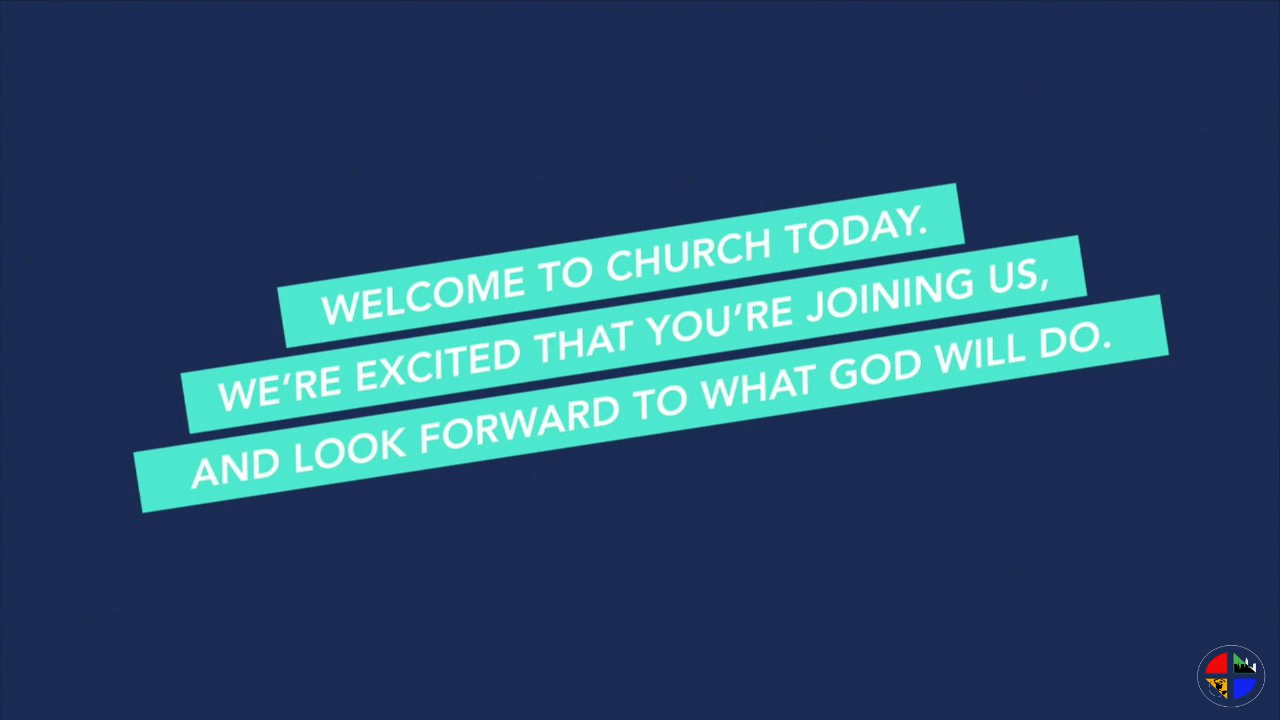 WELCOME TO CHURCH TODAY.
WE’RE EXCITED THAT YOU’RE JOINING US,
AND LOOK FORWARD TO WHAT GOD WILL DO.